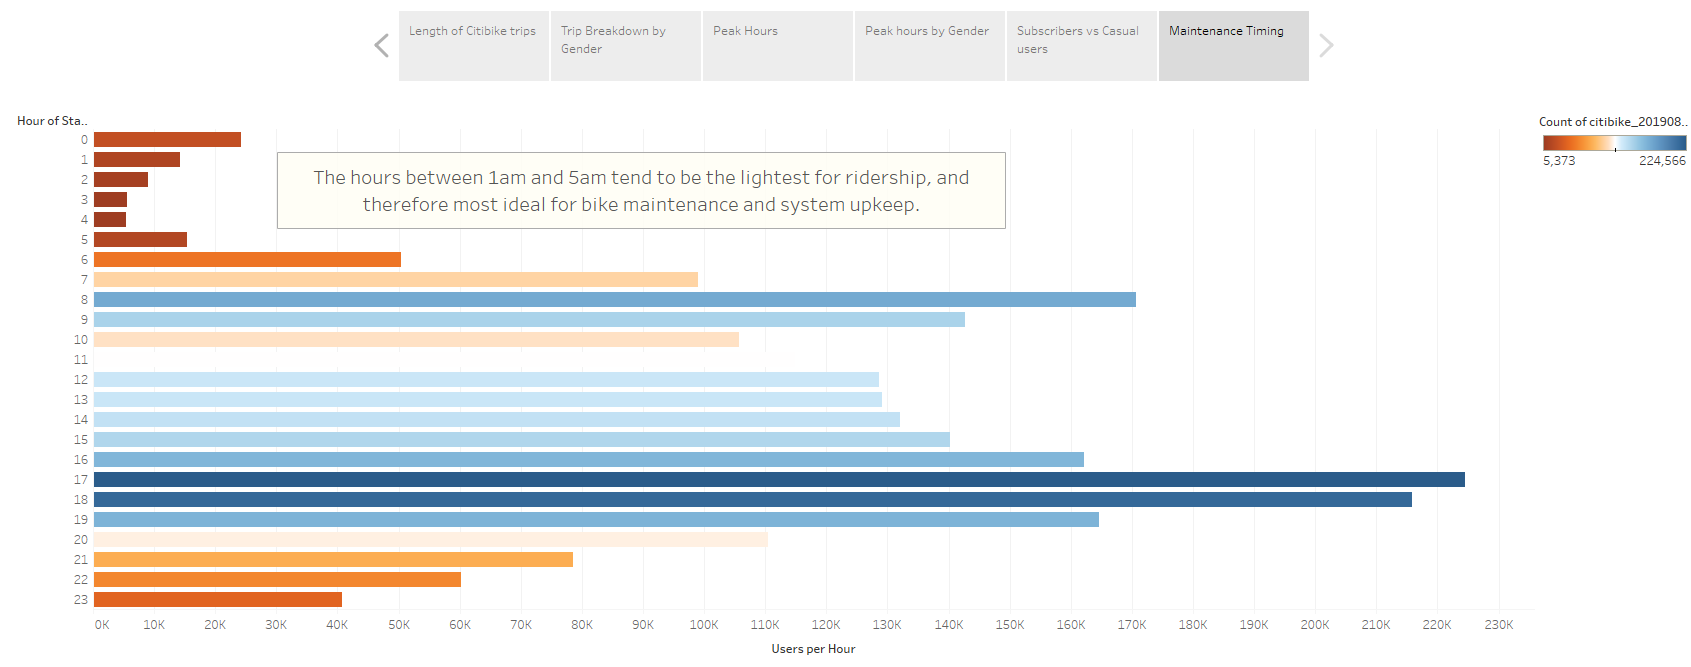 Length of Citibike trips
Trip Breakdown by
Gender
Peak Hours
Peak hours by Gender
Subscribers vs Casual
users
Maintenance Timing
Hour of Sta..
Count of citibike_201908..
5,373
224,566
The hours between 1am and 5am tend to be the lightest for ridership, and
therefore most ideal for bike maintenance and system upkeep.
0
1
2
3
4
5
6
7
8
9
10
11
12
13
14
15
16
17
18
19
20
21
22
23
0K 10K 20K 30K 40K 50K 60K 70K 80K 90K 100K 110K 120K 130K 140K 150K 160K 170K 180K 190K 200K 210K 220K 230K
Users per Hour